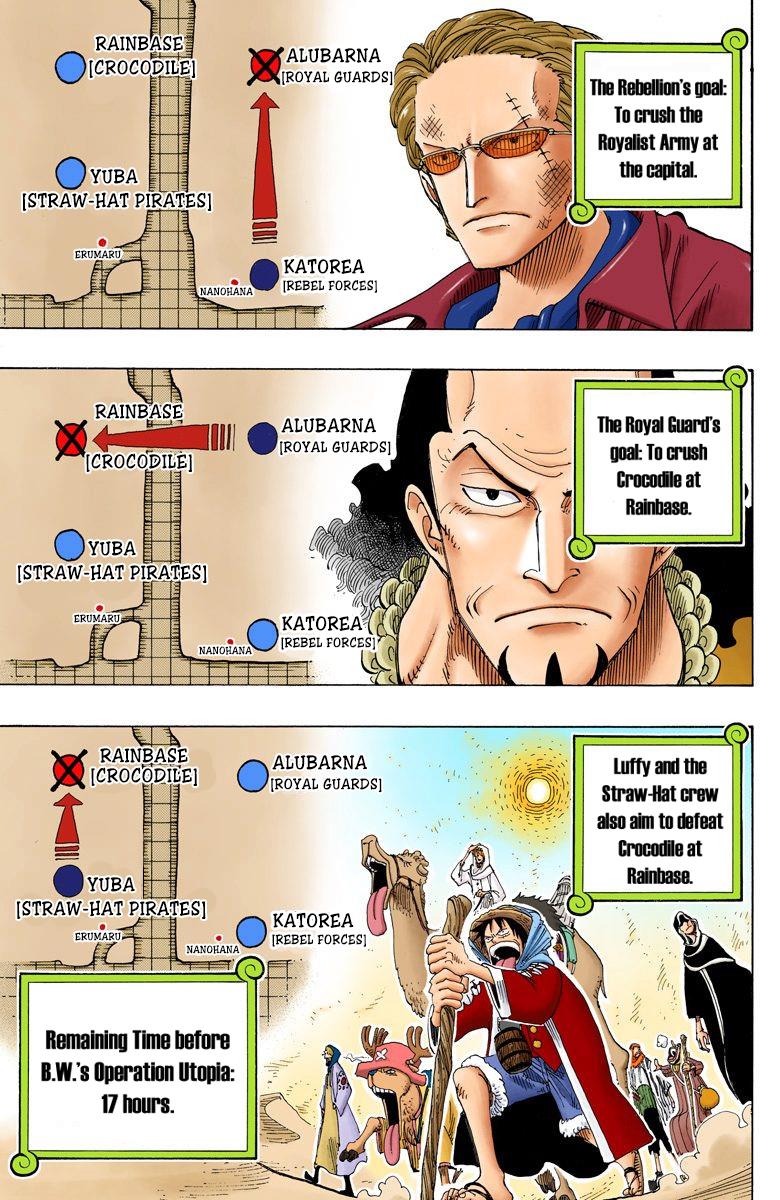 RAINBASE
[CROCODILE]
ALUBARNA
[ROYAL GUARDS]
YUBA
[STRAW-HAT PIRATES]
ERUMARU
NANOHANA
KATOREA
[REBEL FORCES]
The Rebellion's goal:
To crush the
Royalist Army at
the capital.
RAINBASE
[CROCODILE]
ALUBARNA
[ROYAL GUARDS]
YUBA
[STRAW-HAT PIRATES]
ERUMARU
NANOHANA
KATOREA
[REBEL FORCES]
The Royal Guard's
goal: To crush
Crocodile at
Rainbase.
RAINBASE
[CROCODILE]
ALUBARNA
[ROYAL GUARDS]
YUBA
[STRAW-HAT PIRATES]
ERUMARU
NANOHANA
KATOREA
[REBEL FORCES]
Luffy and the
Straw-Hat crew
also aim to defeat
Crocodile at
Rainbase.
Remaining Time before
B.W.'s Operation Utopia:
17 hours.